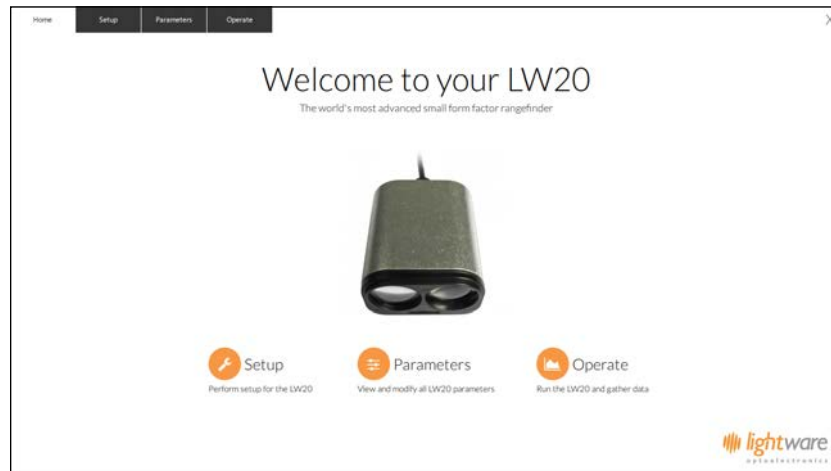 Home Setup Parameters Operate X
Welcome to your LW20
The world's most advanced small form factor rangefinder
Setup Parameters Operate
Perform setup for the LW20 View and modify all LW20 parameters Run the LW20 and gather data
lightware
optoelectronics